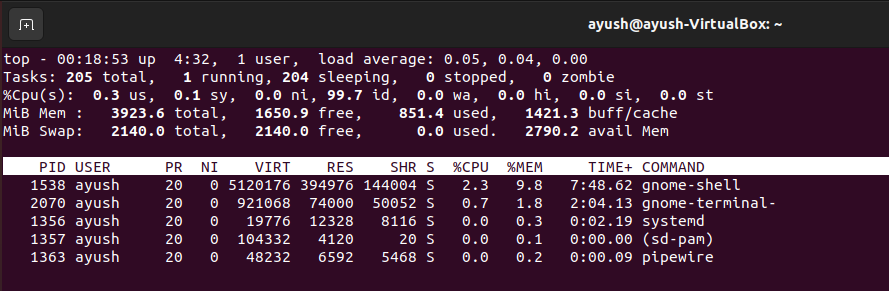 ayush@ayush-VirtualBox: ~
top - 00:18:53 up  4:32,  1 user,  load average: 0.05, 0.04, 0.00
Tasks: 205 total,   1 running, 204 sleeping,   0 stopped,   0 zombie
%Cpu(s):  0.3 us,  0.1 sy,  0.0 ni, 99.7 id,  0.0 wa,  0.0 hi,  0.0 si,  0.0 st
MiB Mem :   3923.6 total,   1650.9 free,    851.4 used,   1421.3 buff/cache
MiB Swap:   2140.0 total,   2140.0 free,      0.0 used.   2790.2 avail Mem
    PID USER      PR  NI    VIRT    RES    SHR S  %CPU  %MEM     TIME+ COMMAND
   1538 ayush     20   0 5120176 394976 144004 S   2.3   9.8   7:48.62 gnome-shell
   2070 ayush     20   0  921068  74000  50052 S   0.7   1.8   2:04.13 gnome-terminal-
   1356 ayush     20   0   19776  12328   8116 S   0.0   0.3   0:02.19 systemd
   1357 ayush     20   0  104332   4120     20 S   0.0   0.1   0:00.00 (sd-pam)
   1363 ayush     20   0   48232   6592   5468 S   0.0   0.2   0:00.09 pipewire